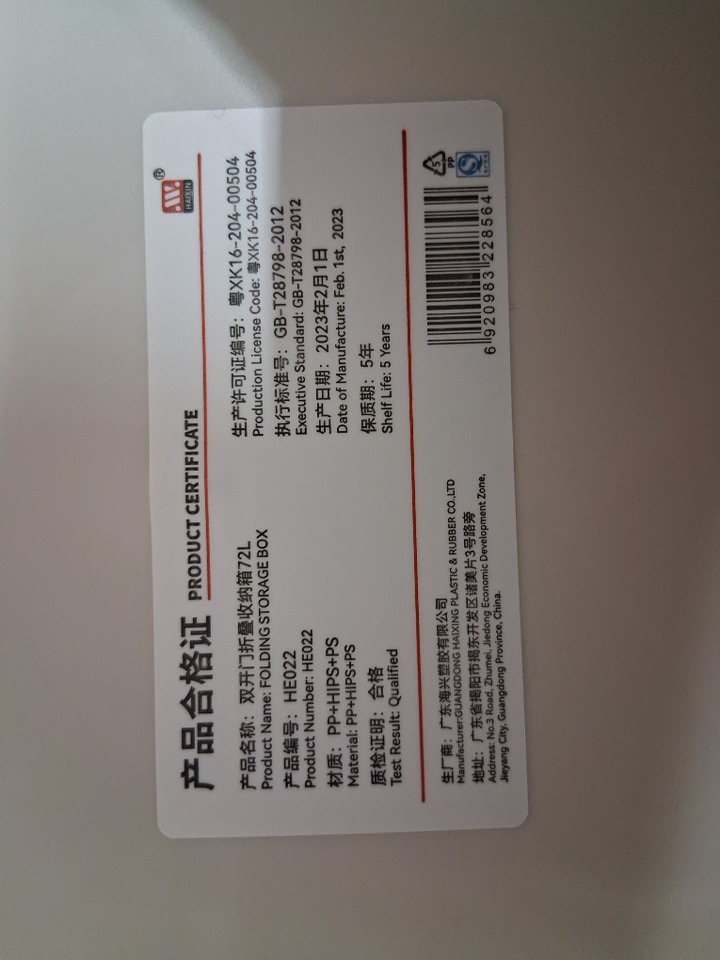 产品合格证 PRODUCT CERTIFICATE
HAIXIN®
产品名称：双开门折叠收纳箱72L
Product Name: FOLDING STORAGE BOX
产品编号：HE022
Product Number: HE022
材质：PP+HIPS+PS
Material: PP+HIPS+PS
质检证明：合格
Test Result: Qualified
生产许可证编号：粤XK16-204-00504
Production License Code: 粤XK16-204-00504
执行标准号：GB-T28798-2012
Executive Standard: GB-T28798-2012
生产日期：2023年2月1日
Date of Manufacture: Feb. 1st, 2023
保质期：5年
Shelf Life: 5 Years
生厂商：广东海兴塑胶有限公司
Manufacturer:GUANGDONG HAIXING PLASTIC & RUBBER CO.,LTD
地址：广东省揭阳市揭东开发区诸美片3号路旁
Address: No.3 Road, Zhumei, Jiedong Economic Development Zone,
Jieyang City, Guangdong Province, China.
5
PP
6 920983 228564